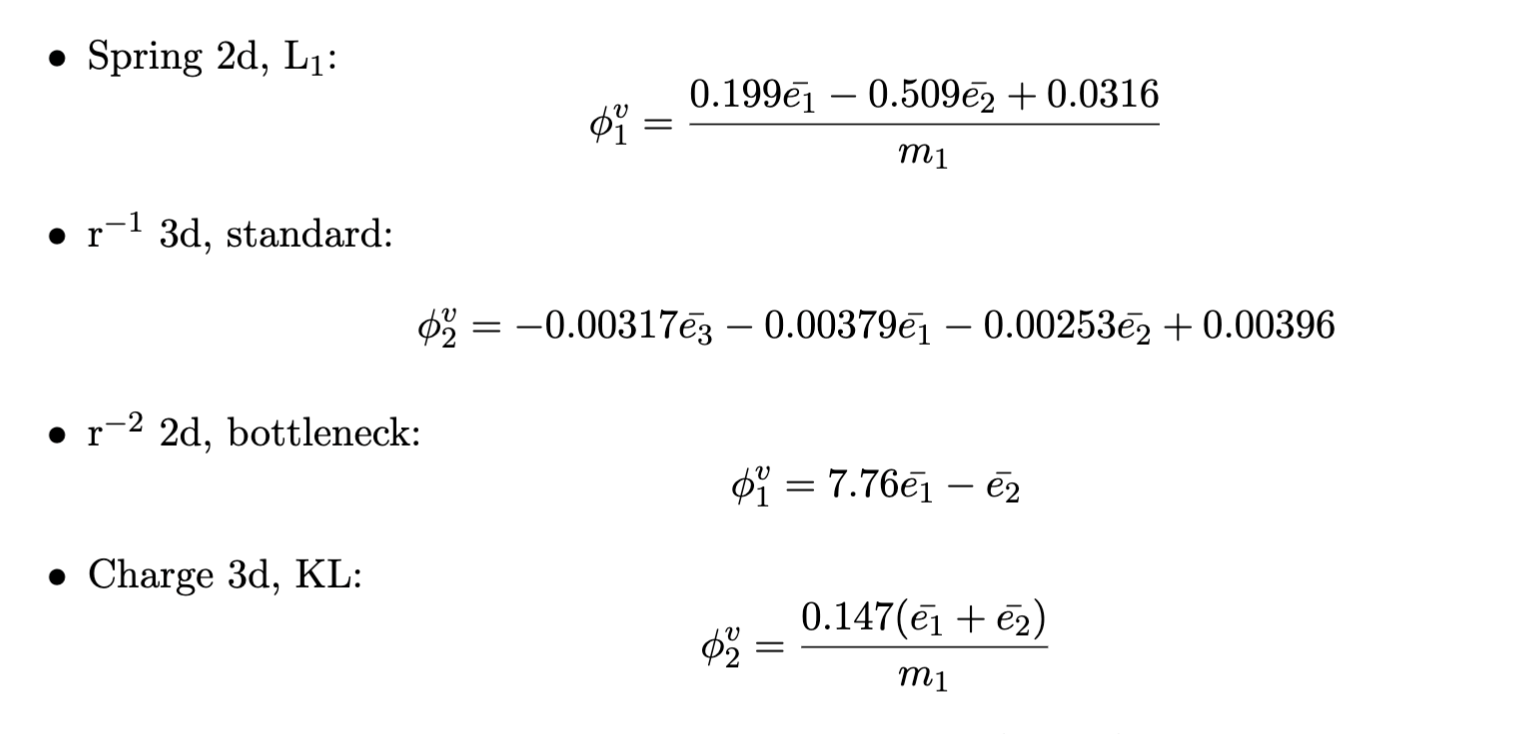 • Spring 2d, L₁:
ϕ₁ᵛ = (0.199ē₁ − 0.509ē₂ + 0.0316) / m₁
• r⁻¹ 3d, standard:
ϕ₂ᵛ = −0.00317ē₃ − 0.00379ē₁ − 0.00253ē₂ + 0.00396
• r⁻² 2d, bottleneck:
ϕ₁ᵛ = 7.76ē₁ − ē₂
• Charge 3d, KL:
ϕ₂ᵛ = 0.147(ē₁ + ē₂) / m₁